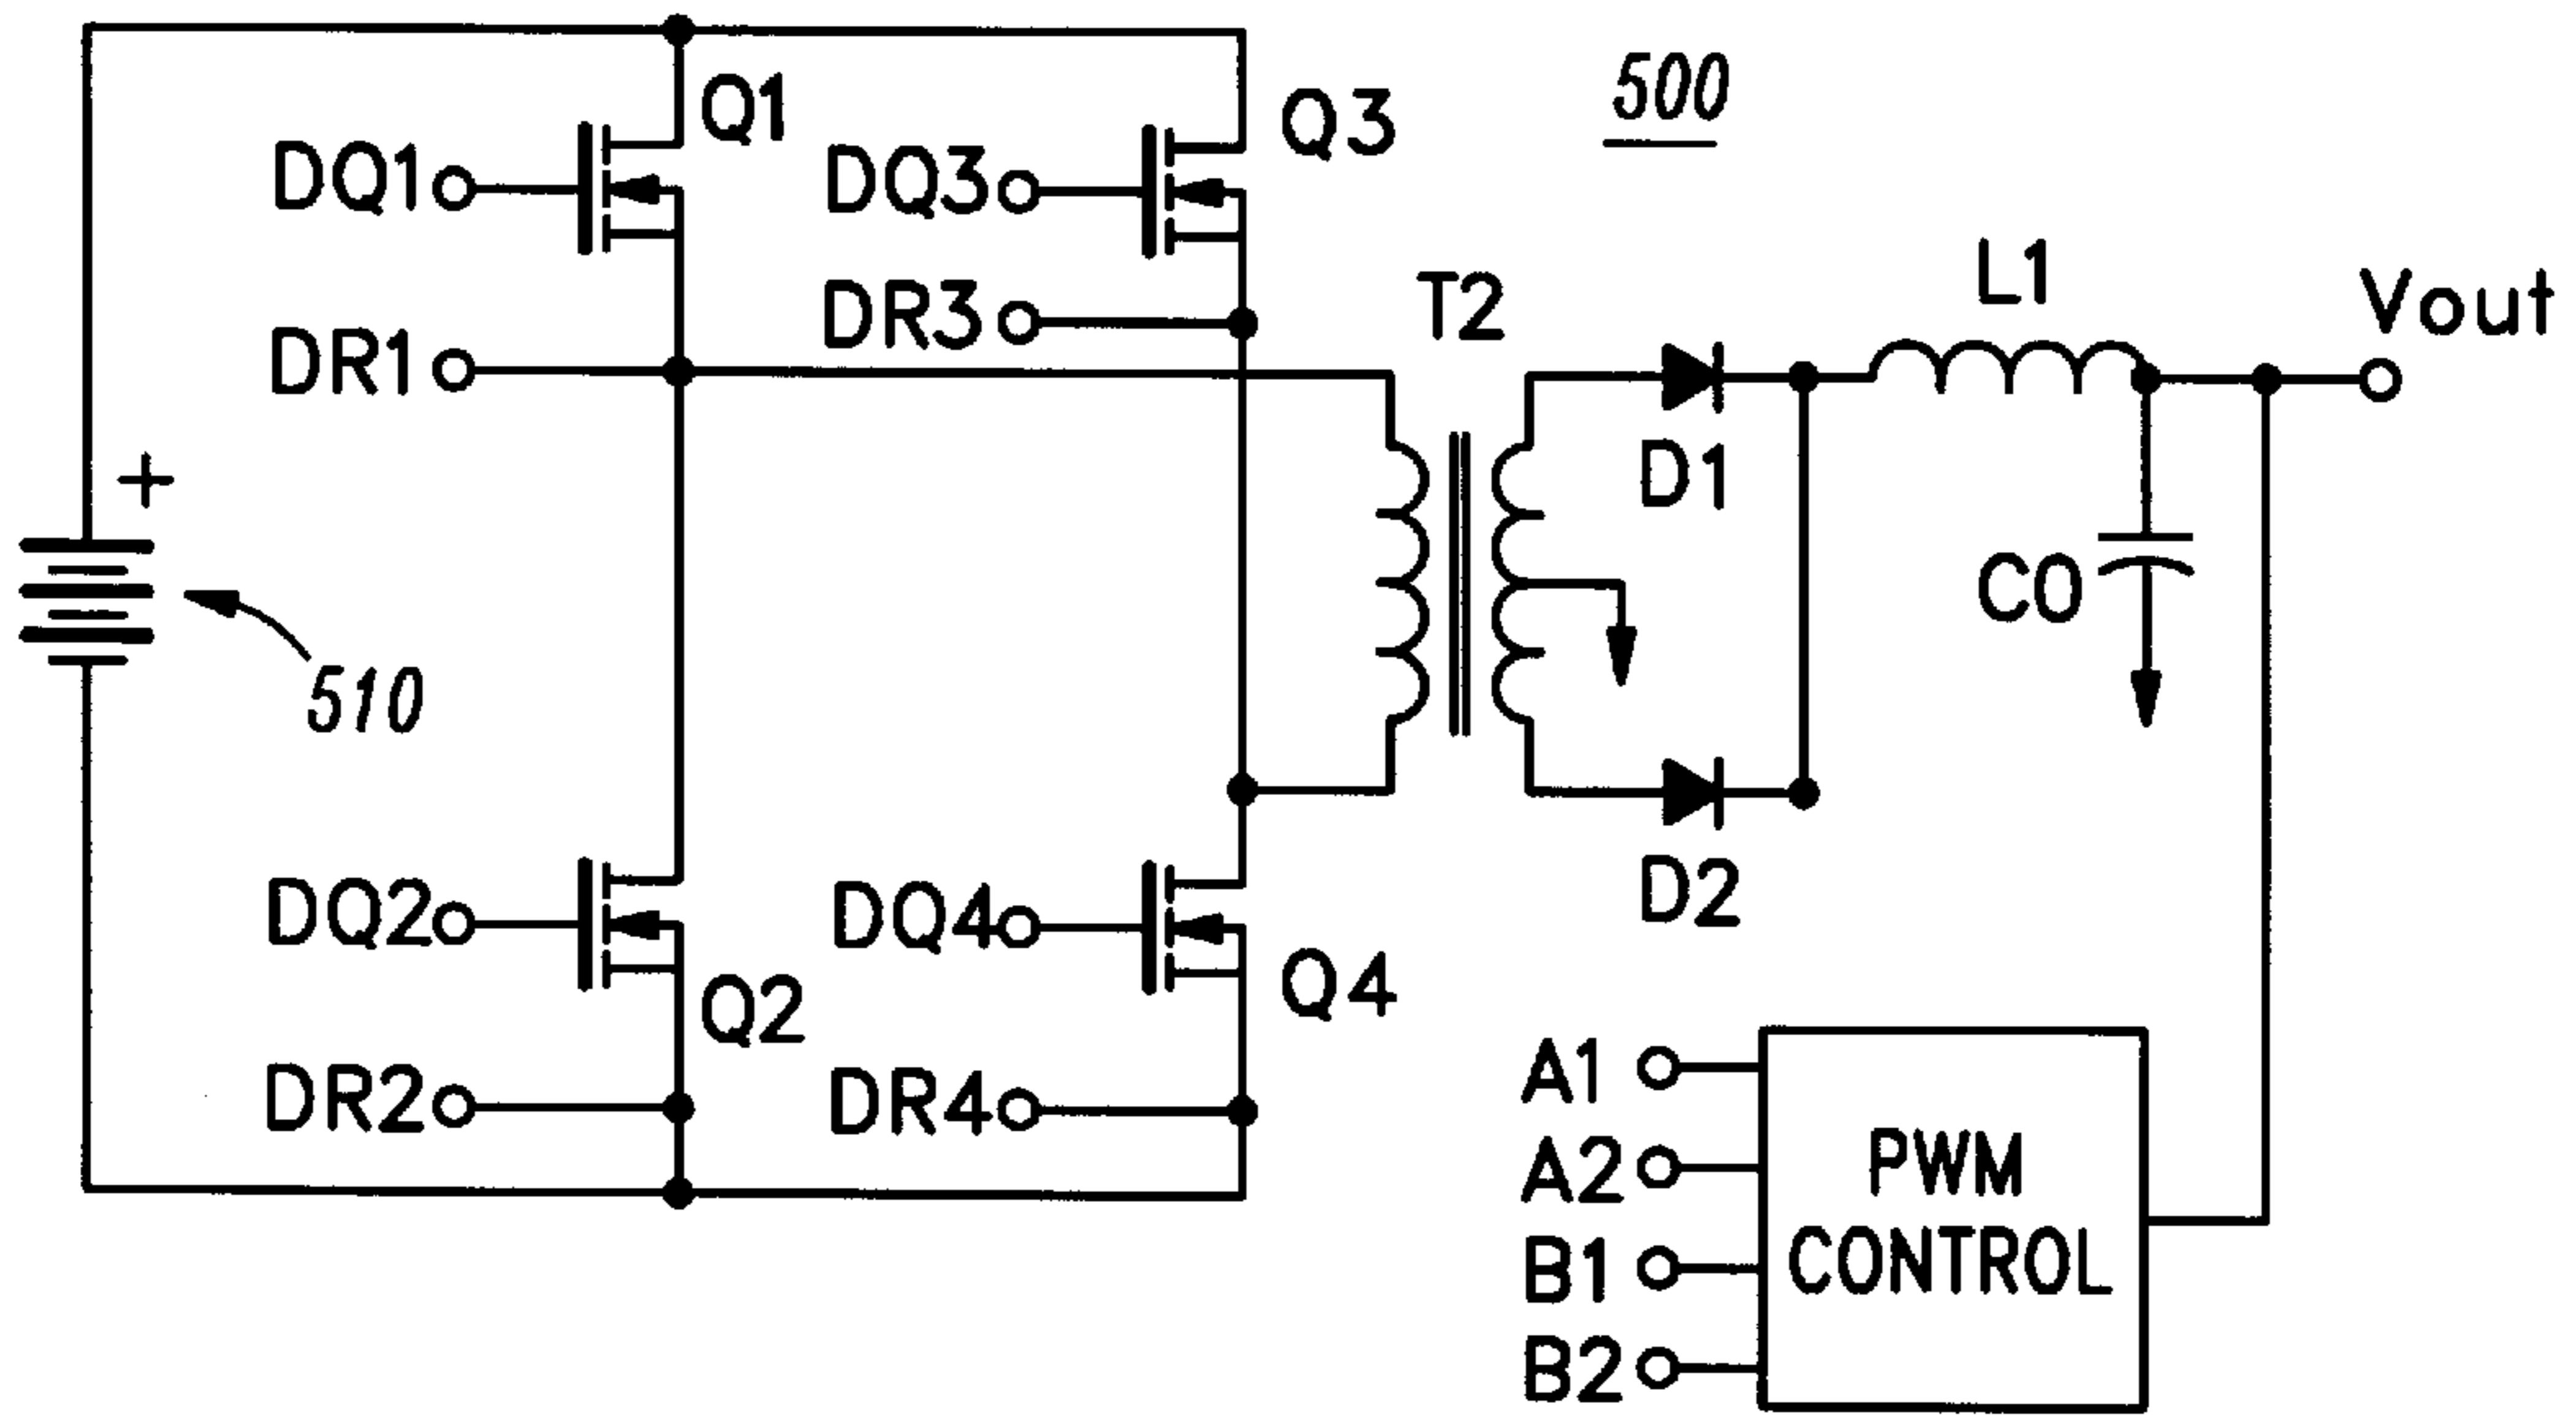 500
Q1
Q3
DQ1
DQ3
DR1
DR3
T2
L1
Vout
+
D1
510
C0
DQ2
DQ4
D2
Q2
Q4
DR2
DR4
A1
A2
B1
B2
PWM
CONTROL